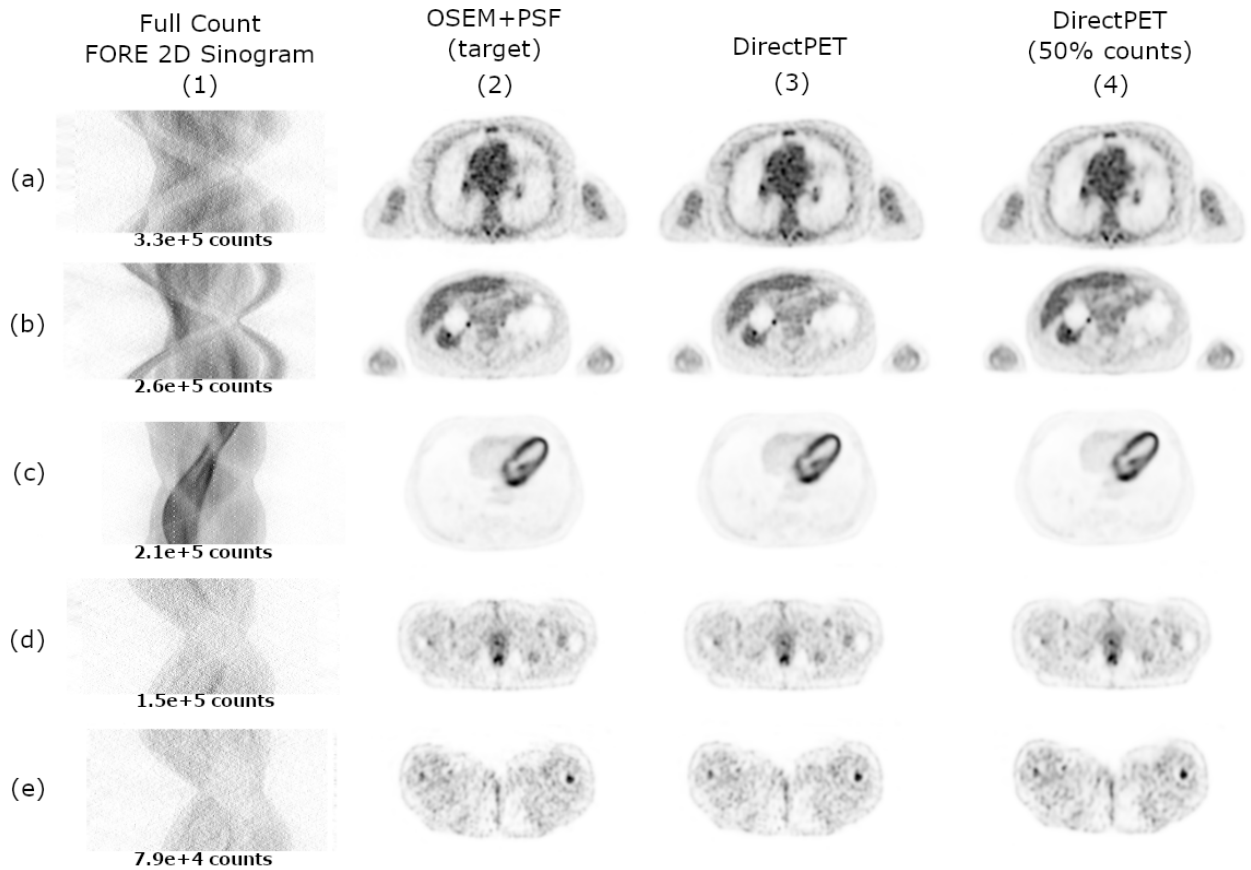 Full Count
FORE 2D Sinogram
(1)
OSEM+PSF
(target)
(2)
DirectPET
(3)
DirectPET
(50% counts)
(4)
(a)
3.3e+5 counts
(b)
2.6e+5 counts
(c)
2.1e+5 counts
(d)
1.5e+5 counts
(e)
7.9e+4 counts